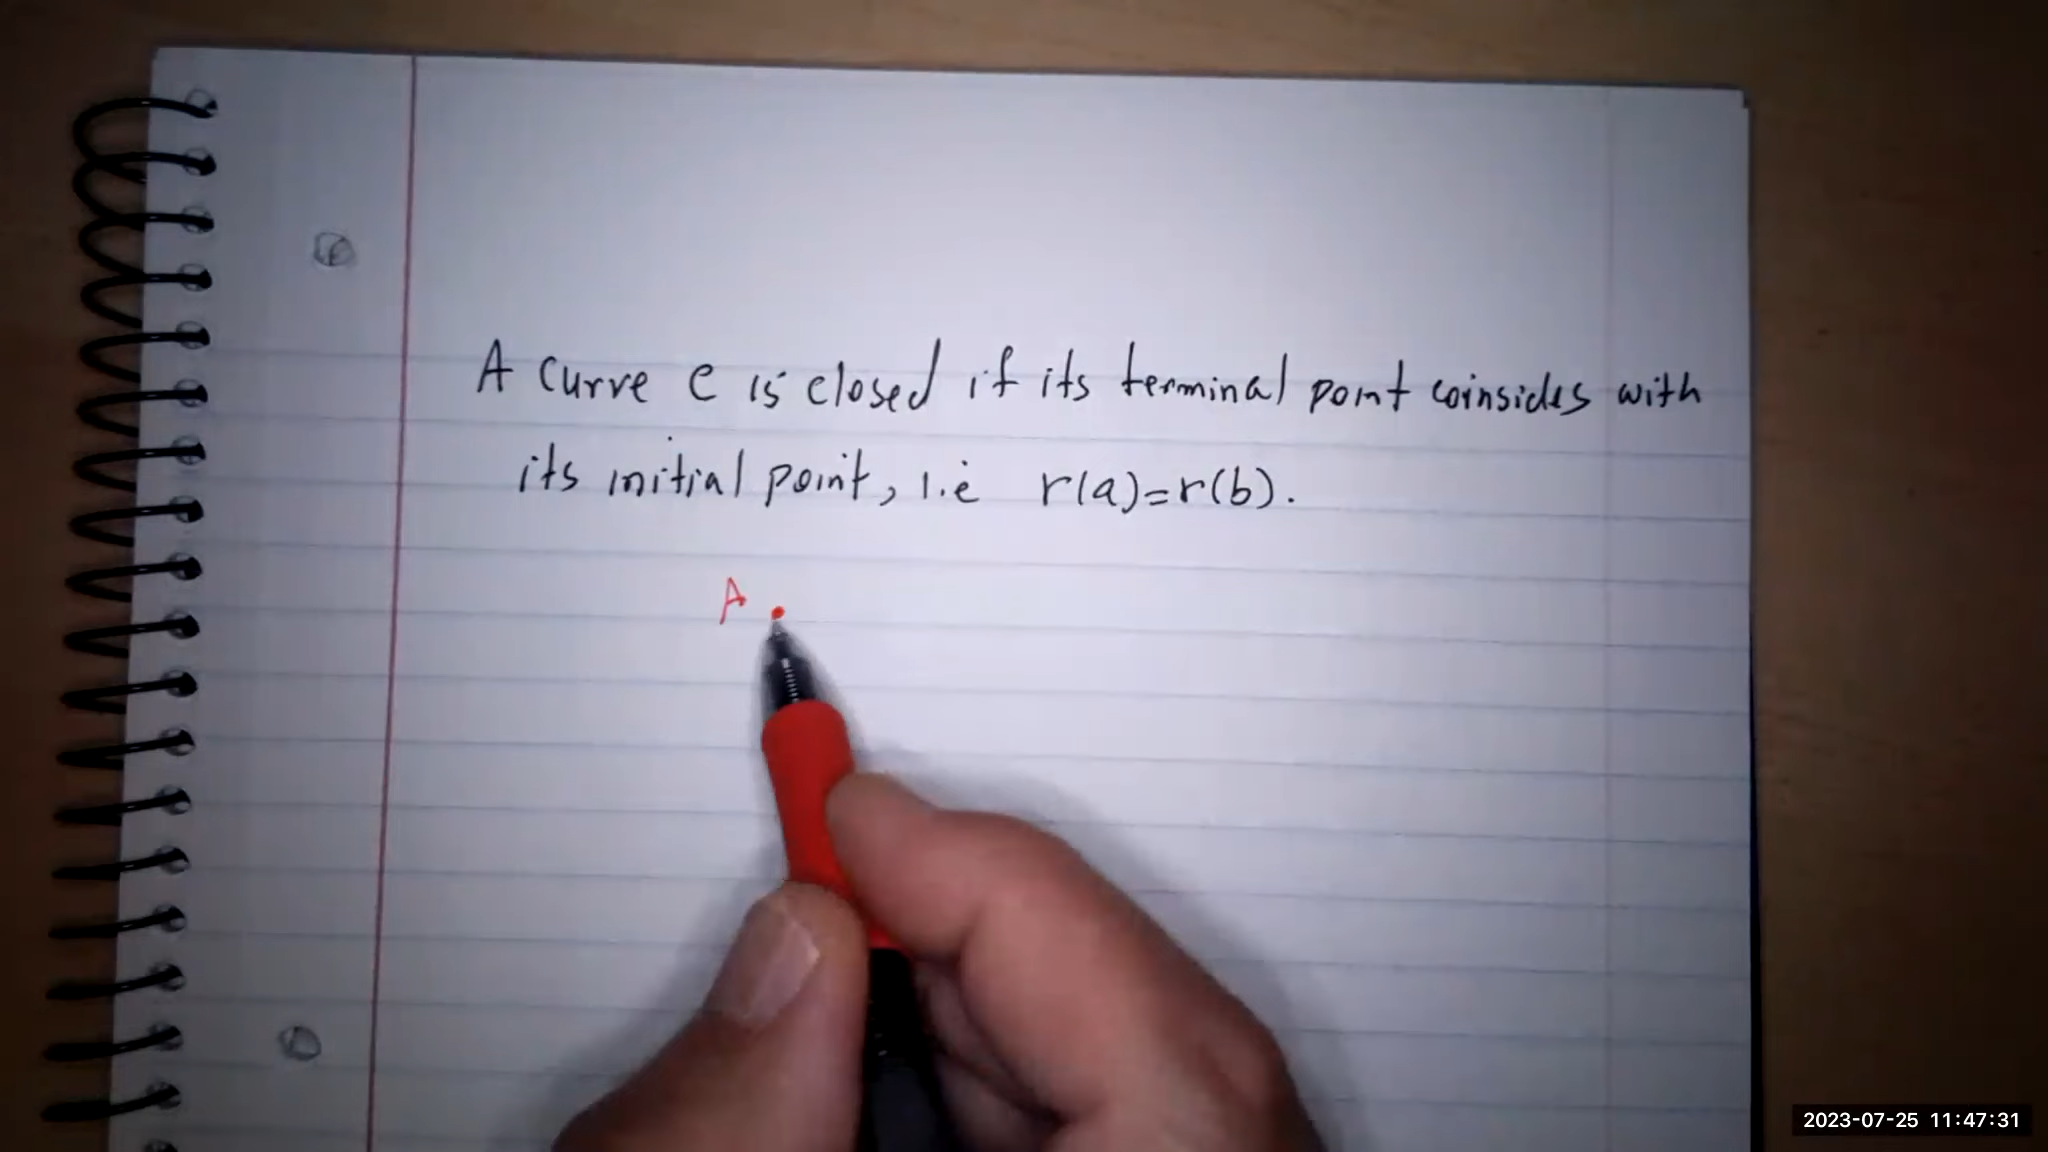 A curve C is closed if its terminal point coinsides with
its initial point, i.e r(a)=r(b).
A
2023-07-25 11:47:31